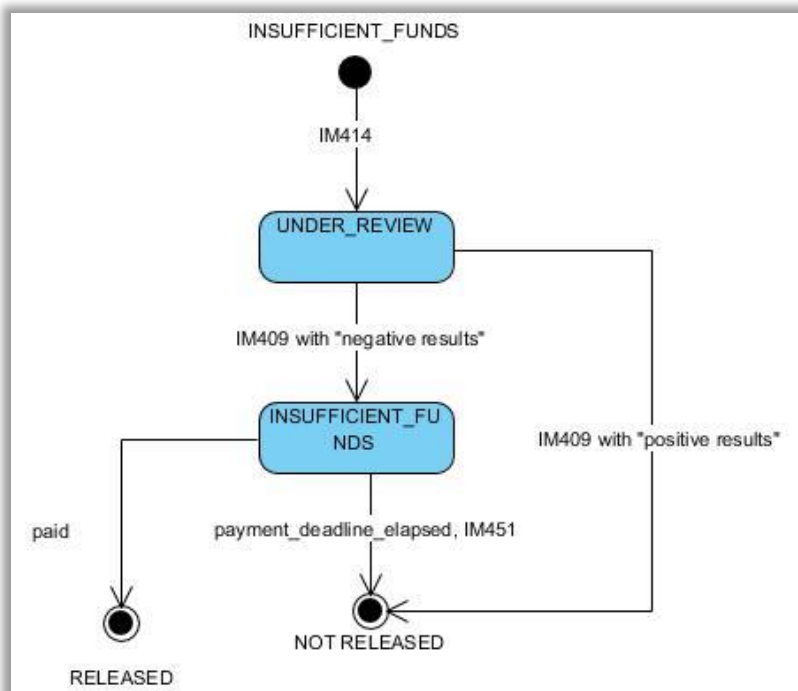 INSUFFICIENT_FUNDS
IM414
UNDER_REVIEW
IM409 with "negative results"
INSUFFICIENT_FU
NDS
IM409 with "positive results"
paid
payment_deadline_elapsed, IM451
NOT RELEASED
RELEASED